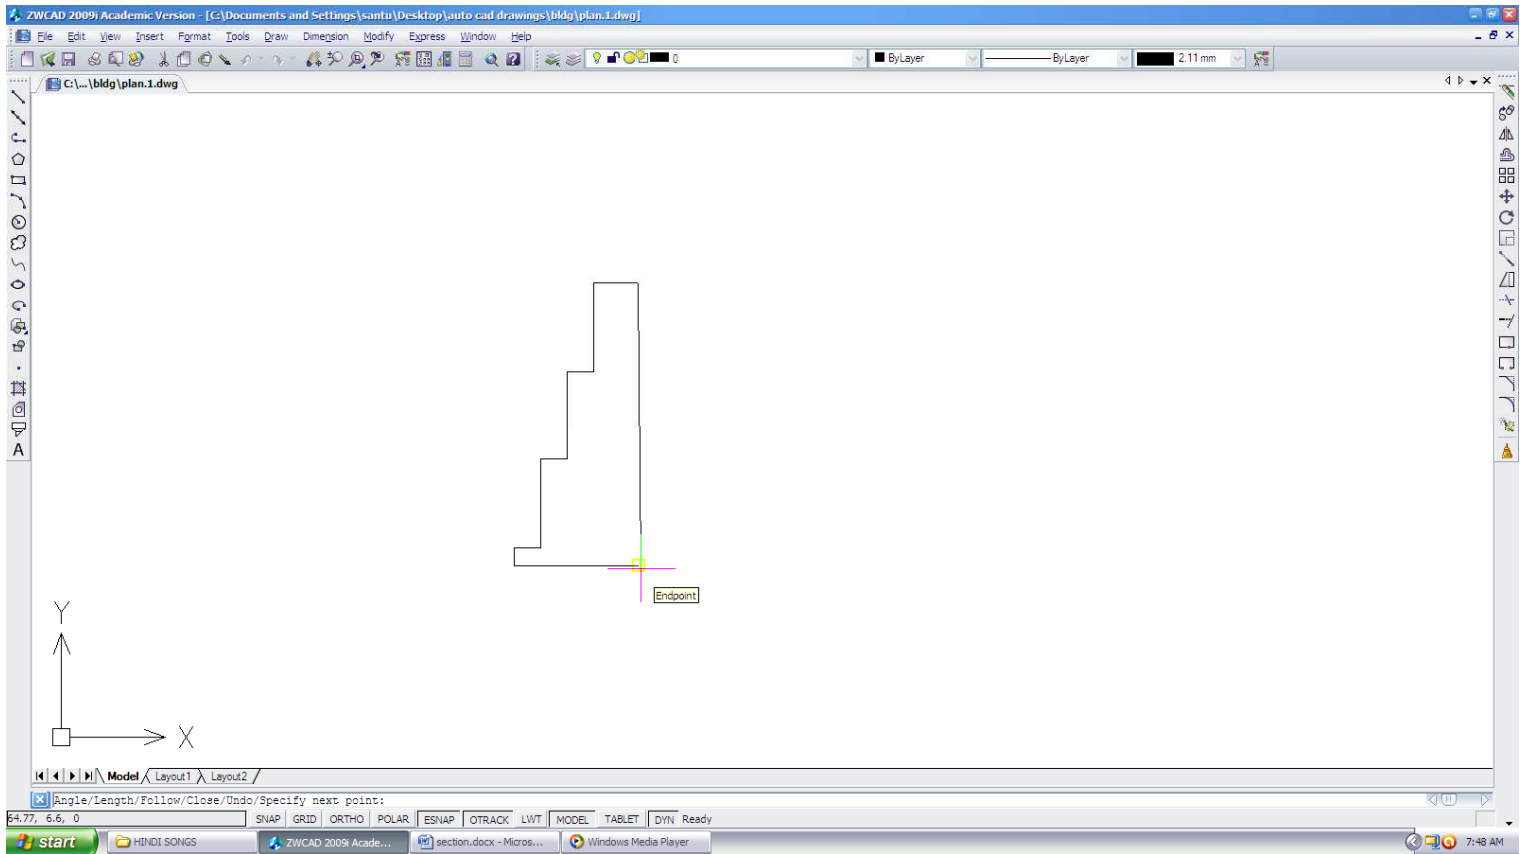 ZWCAD 2009i Academic Version - [C:\Documents and Settings\santu\Desktop\auto cad drawings\bldg\plan.1.dwg]
File Edit View Insert Format Tools Draw Dimension Modify Express Window Help
0 ByLayer ByLayer 2.11 mm
C:\...\bldg\plan.1.dwg
A
Endpoint
Y
X
Model Layout1 Layout2
Angle/Length/Follow/Close/Undo/Specify next point:
64.77, 6.6, 0 SNAP GRID ORTHO POLAR ESNAP OTRACK LWT MODEL TABLET DYN Ready
start HINDI SONGS ZWCAD 2009i Acade... section.docx - Micros... Windows Media Player 7:48 AM